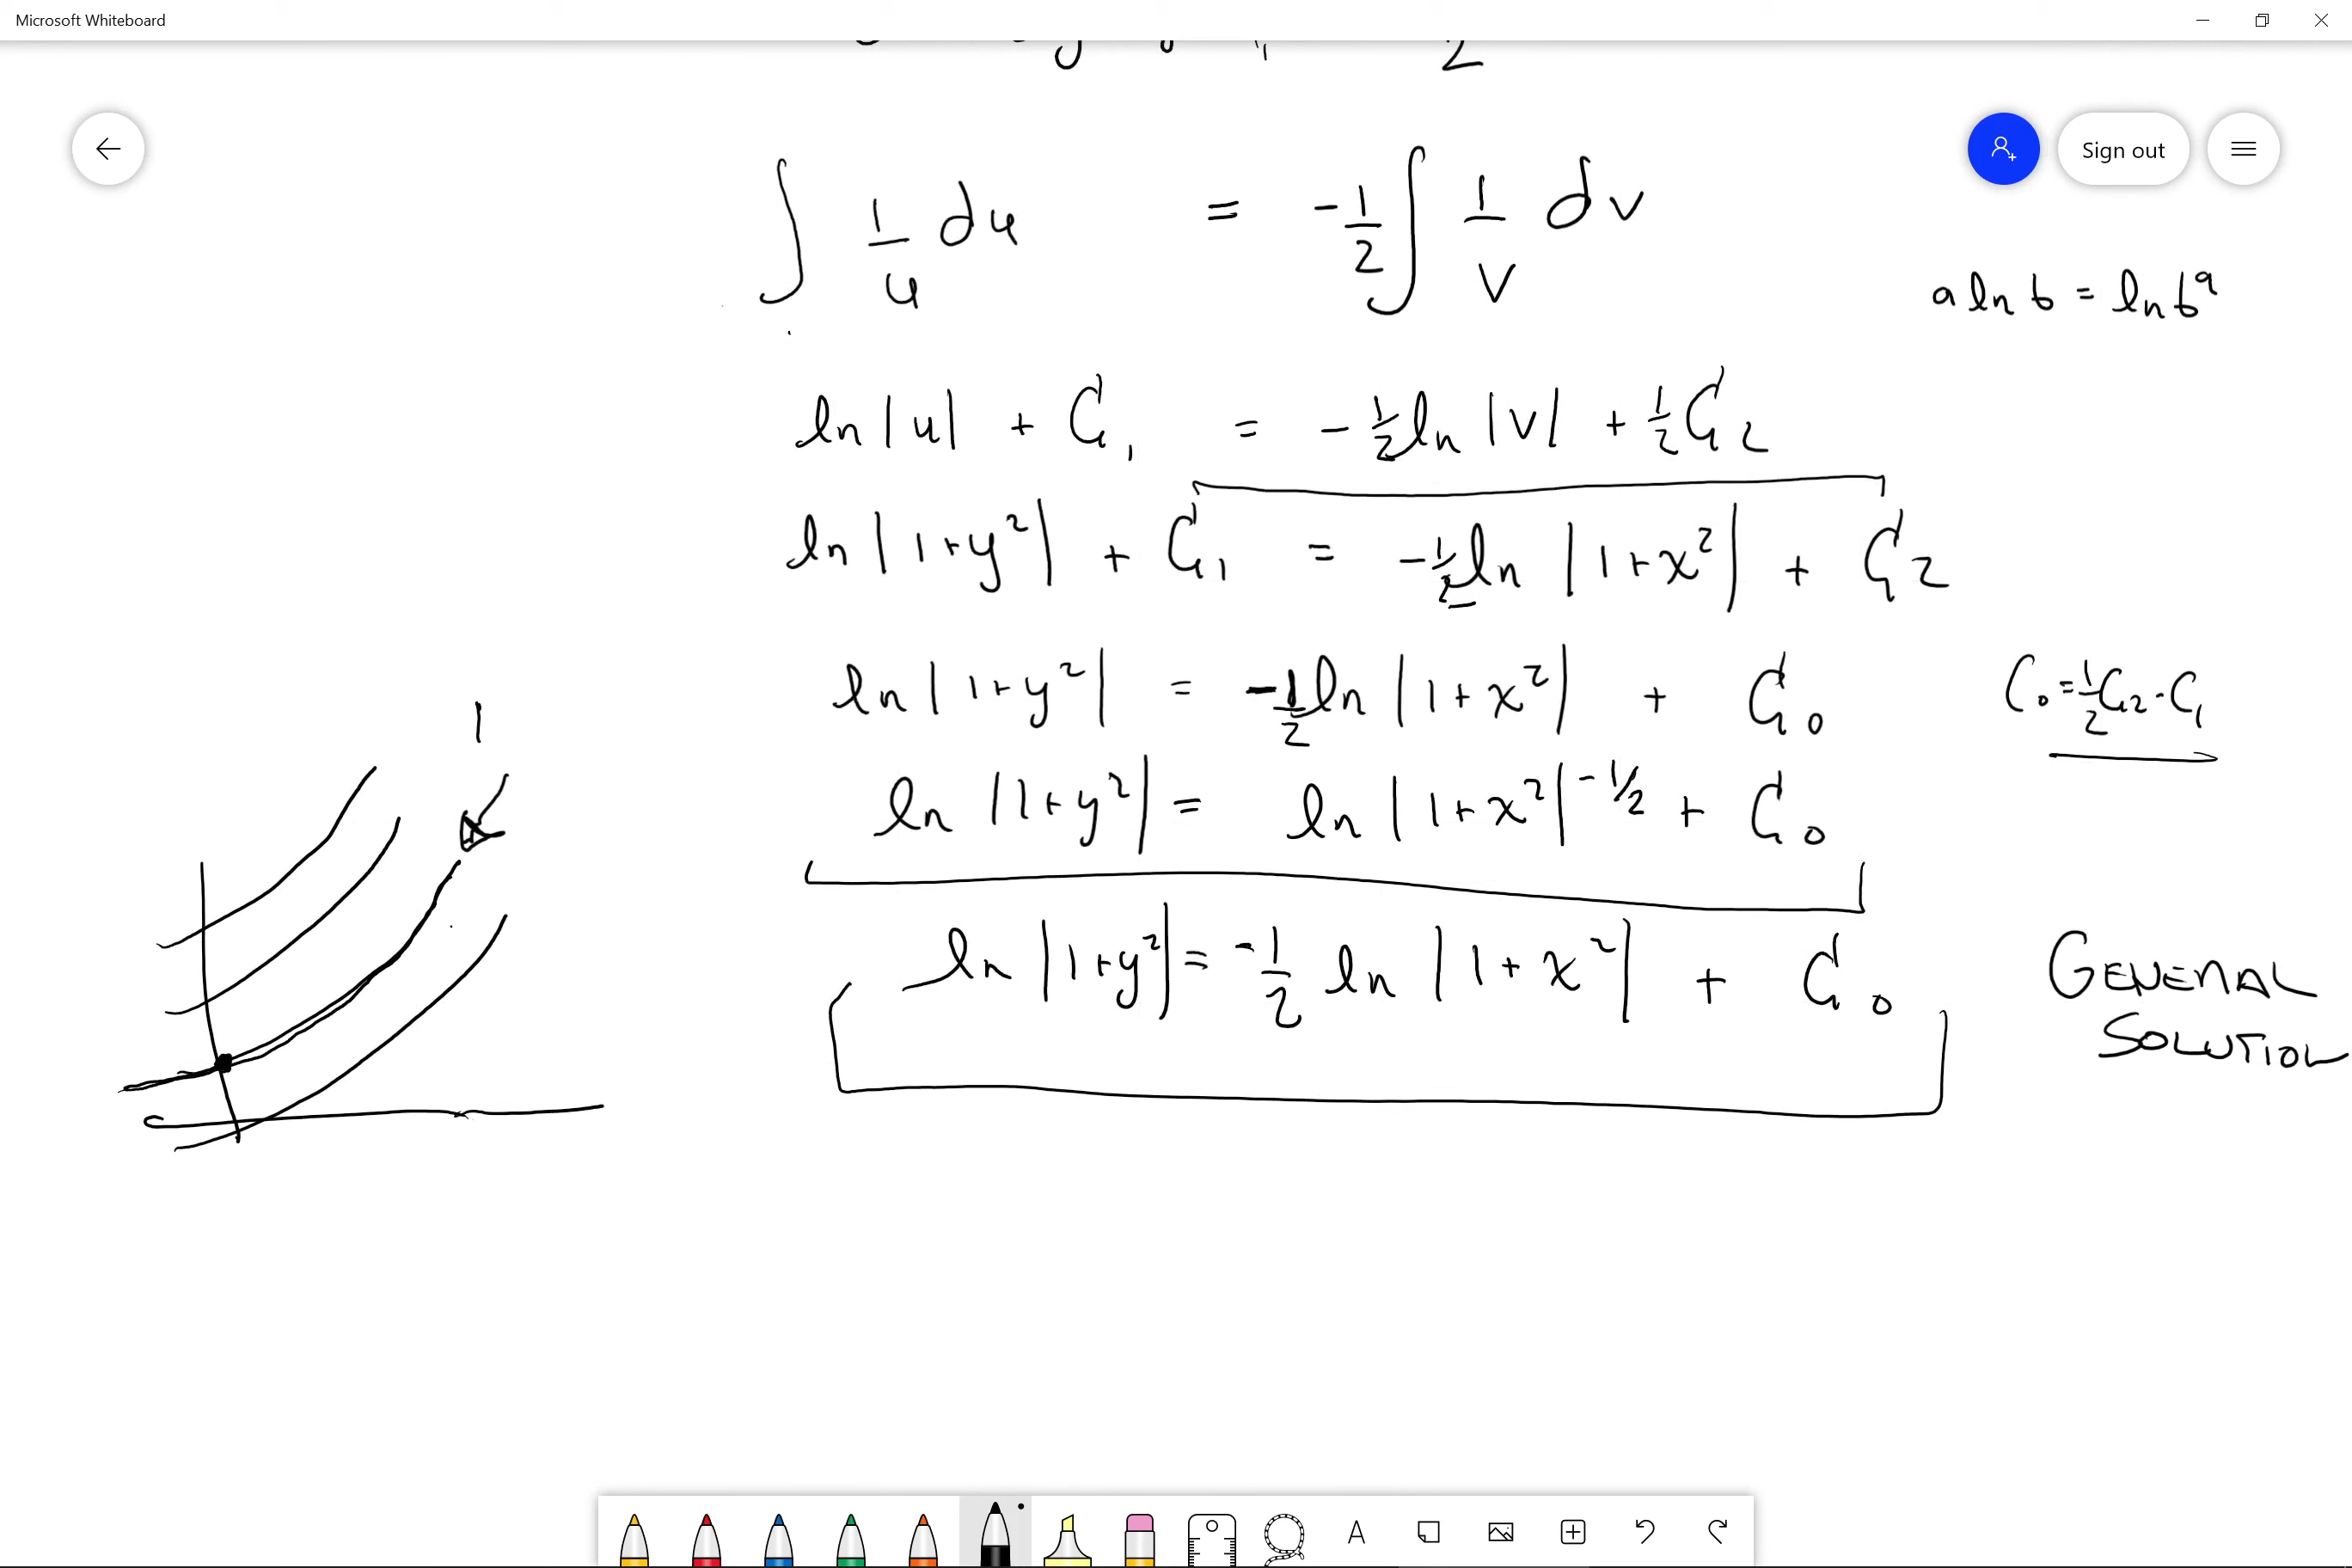 Microsoft Whiteboard
2
Sign out
∫ 1/u du = -1/2 ∫ 1/v dv
a ln b = ln b^a
ln|u| + C₁ = -½ ln|v| + ½ C₂
ln|1+y²| + C₁ = -½ ln|1+x²| + C₂
ln|1+y²| = -½ ln|1+x²| + C₀
C₀ = ½ C₂ - C₁
ln|1+y²| = ln|1+x²|^-1/2 + C₀
ln|1+y²| = -½ ln|1+x²| + C₀
GENERAL
SOLUTION
A